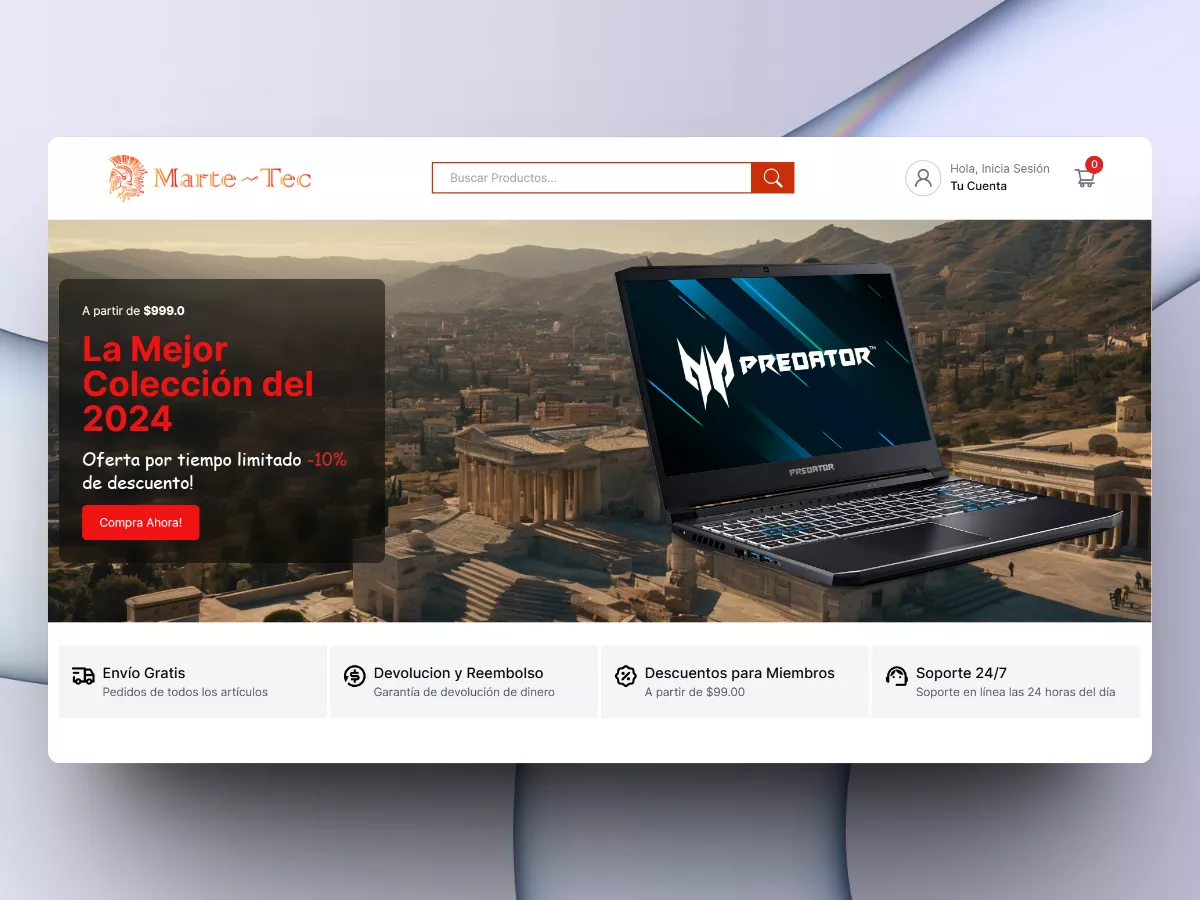 Marte~Tec
Buscar Productos...
Hola, Inicia Sesión
Tu Cuenta
0
A partir de $999.0
La Mejor
Colección del
2024
Oferta por tiempo limitado -10%
de descuento!
Compra Ahora!
PREDATOR™
PREDATOR
Envío Gratis
Pedidos de todos los artículos
Devolucion y Reembolso
Garantía de devolución de dinero
Descuentos para Miembros
A partir de $99.00
Soporte 24/7
Soporte en línea las 24 horas del día